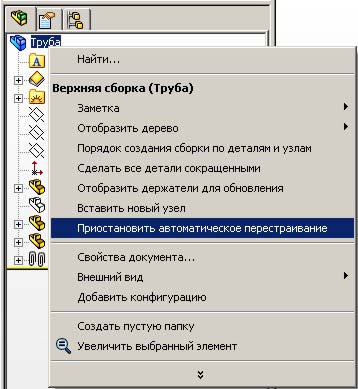 Труба
Найти...
Верхняя сборка (Труба)
Заметка
Отобразить дерево
Порядок создания сборки по деталям и узлам
Сделать все детали сокращенными
Отобразить держатели для обновления
Вставить новый узел
Приостановить автоматическое перестраивание
Свойства документа...
Внешний вид
Добавить конфигурацию
Создать пустую папку
Увеличить выбранный элемент